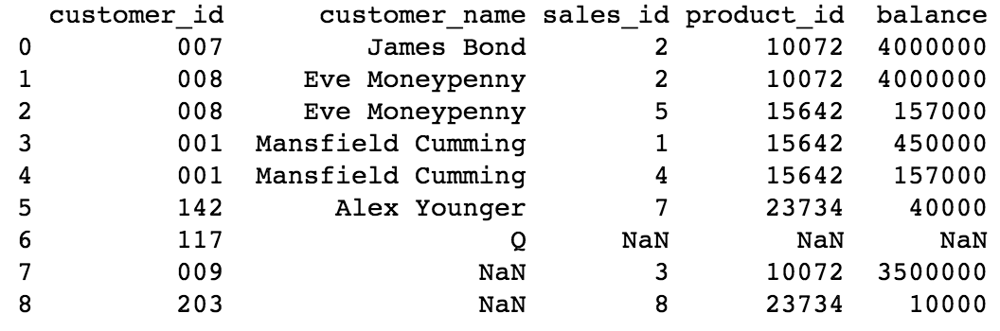 customer_id customer_name sales_id product_id balance
0 007 James Bond 2 10072 4000000
1 008 Eve Moneypenny 2 10072 4000000
2 008 Eve Moneypenny 5 15642 157000
3 001 Mansfield Cumming 1 15642 450000
4 001 Mansfield Cumming 4 15642 157000
5 142 Alex Younger 7 23734 40000
6 117 Q NaN NaN NaN
7 009 NaN 3 10072 3500000
8 203 NaN 8 23734 10000